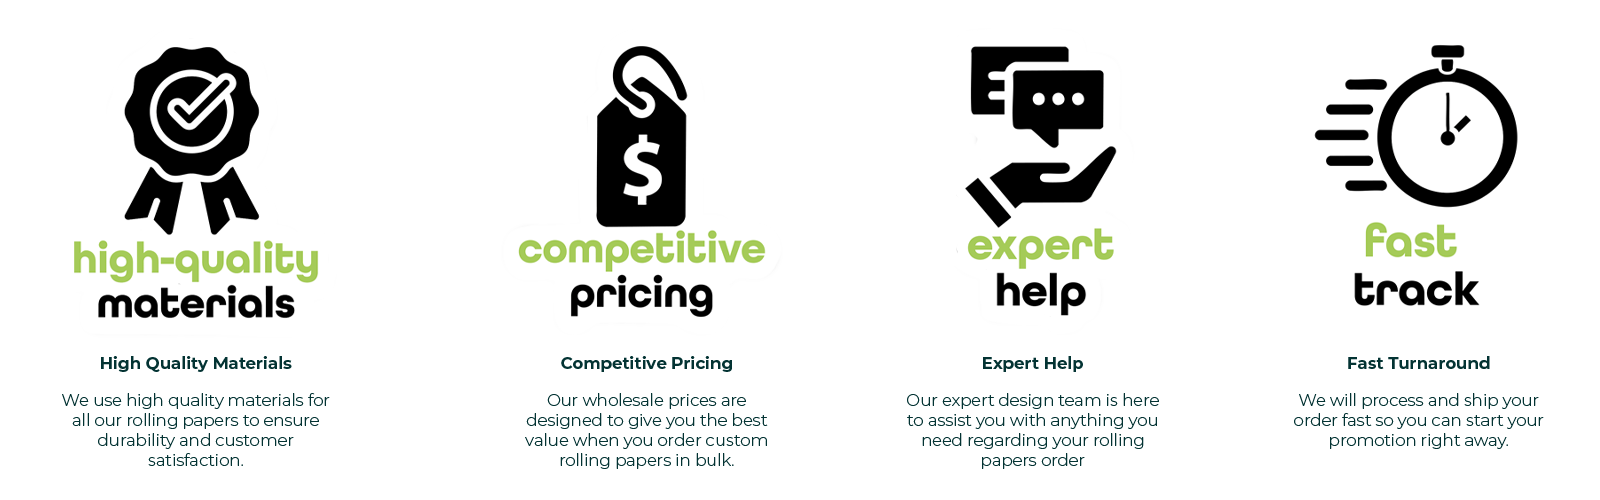 $
high-quality
materials
High Quality Materials
We use high quality materials for
all our rolling papers to ensure
durability and customer
satisfaction.
competitive
pricing
Competitive Pricing
Our wholesale prices are
designed to give you the best
value when you order custom
rolling papers in bulk.
expert
help
Expert Help
Our expert design team is here
to assist you with anything you
need regarding your rolling
papers order
fast
track
Fast Turnaround
We will process and ship your
order fast so you can start your
promotion right away.